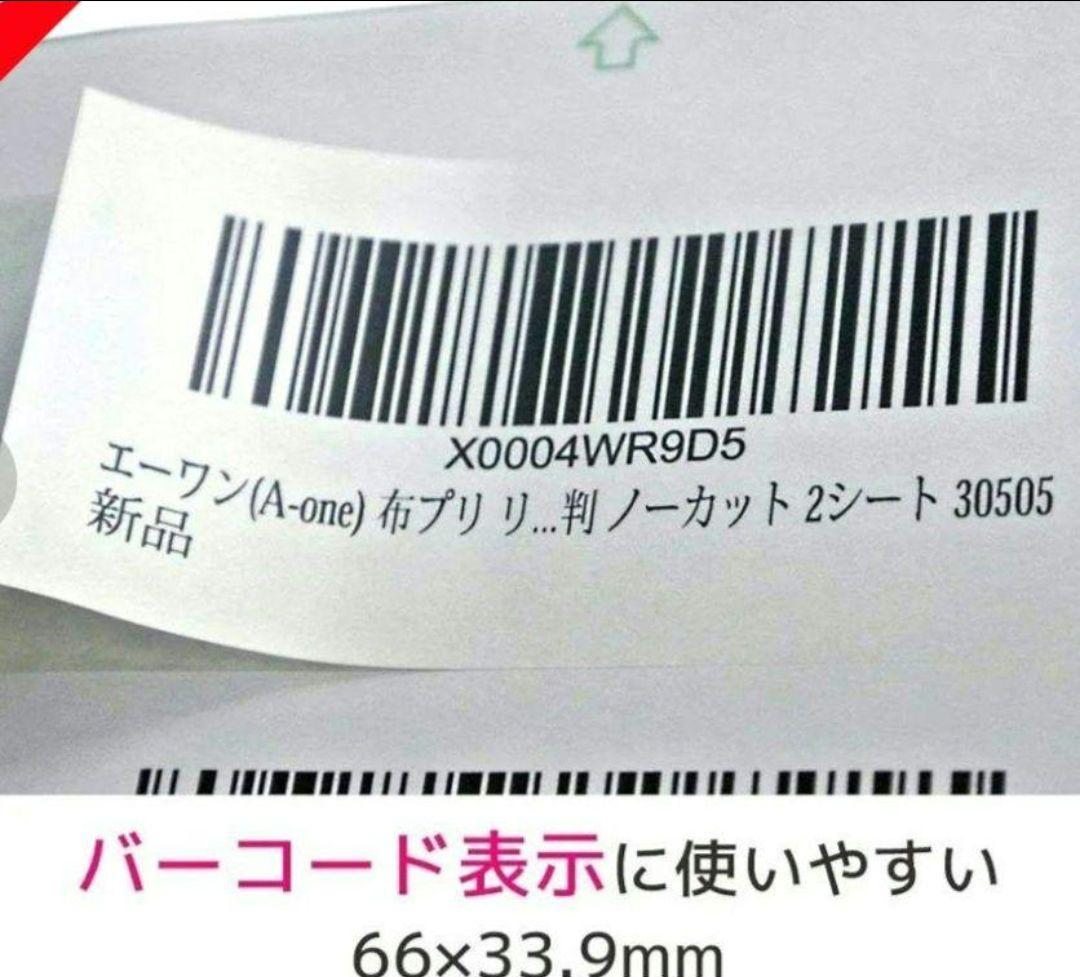 X0004WR9D5
エーワン(A-one) 布プリ リ...判 ノーカット 2シート 30505
新品
バーコード表示に使いやすい
66×33.9mm